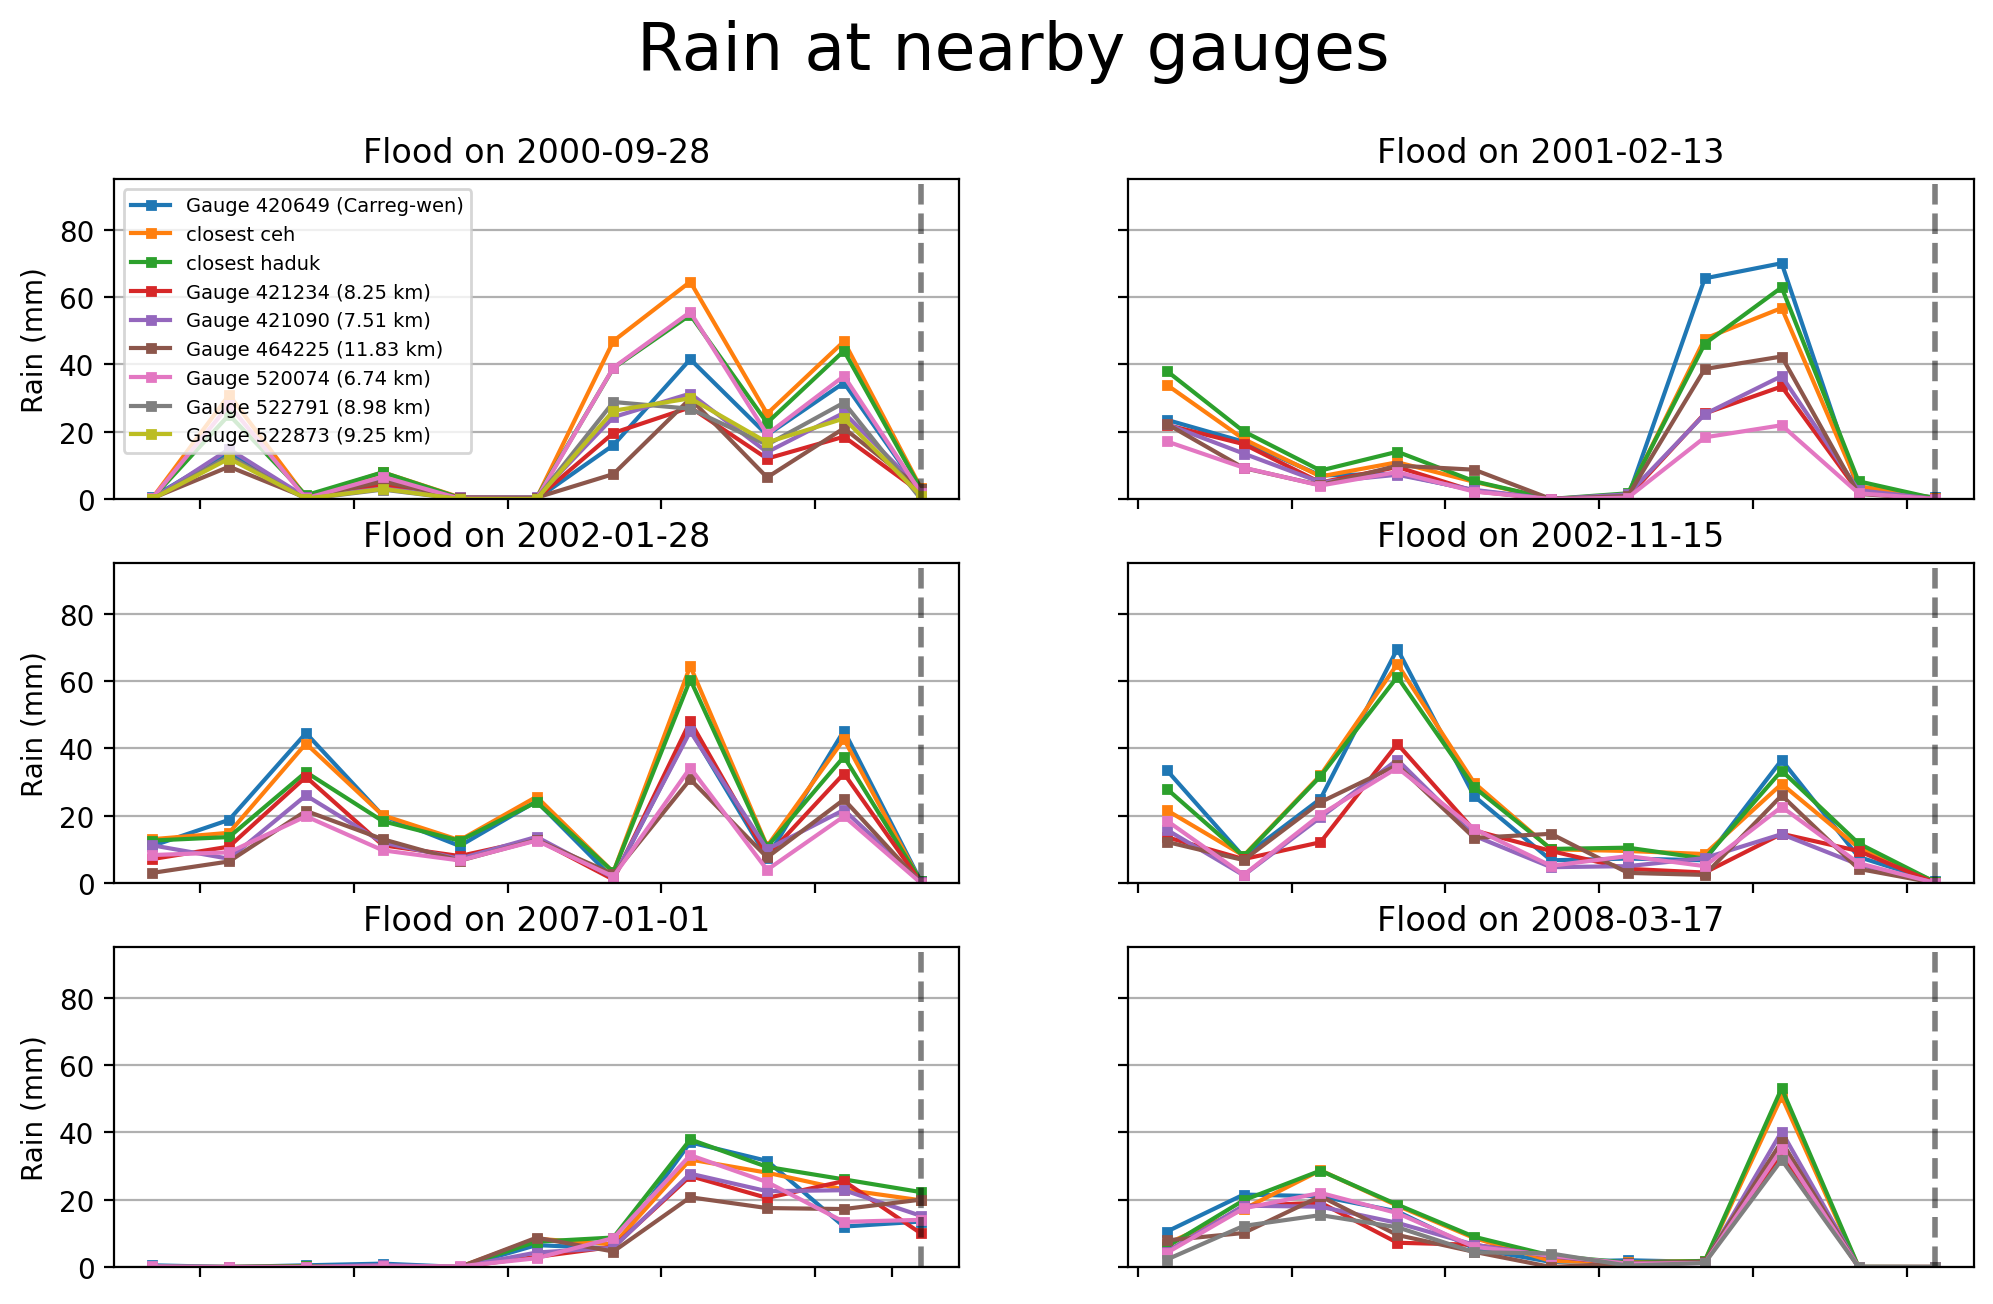 Rain at nearby gauges
Flood on 2000-09-28
Rain (mm)
80
60
40
20
0
Gauge 420649 (Carreg-wen)
closest ceh
closest haduk
Gauge 421234 (8.25 km)
Gauge 421090 (7.51 km)
Gauge 464225 (11.83 km)
Gauge 520074 (6.74 km)
Gauge 522791 (8.98 km)
Gauge 522873 (9.25 km)
Flood on 2001-02-13
Flood on 2002-01-28
Rain (mm)
80
60
40
20
0
Flood on 2002-11-15
Flood on 2007-01-01
Rain (mm)
80
60
40
20
0
Flood on 2008-03-17